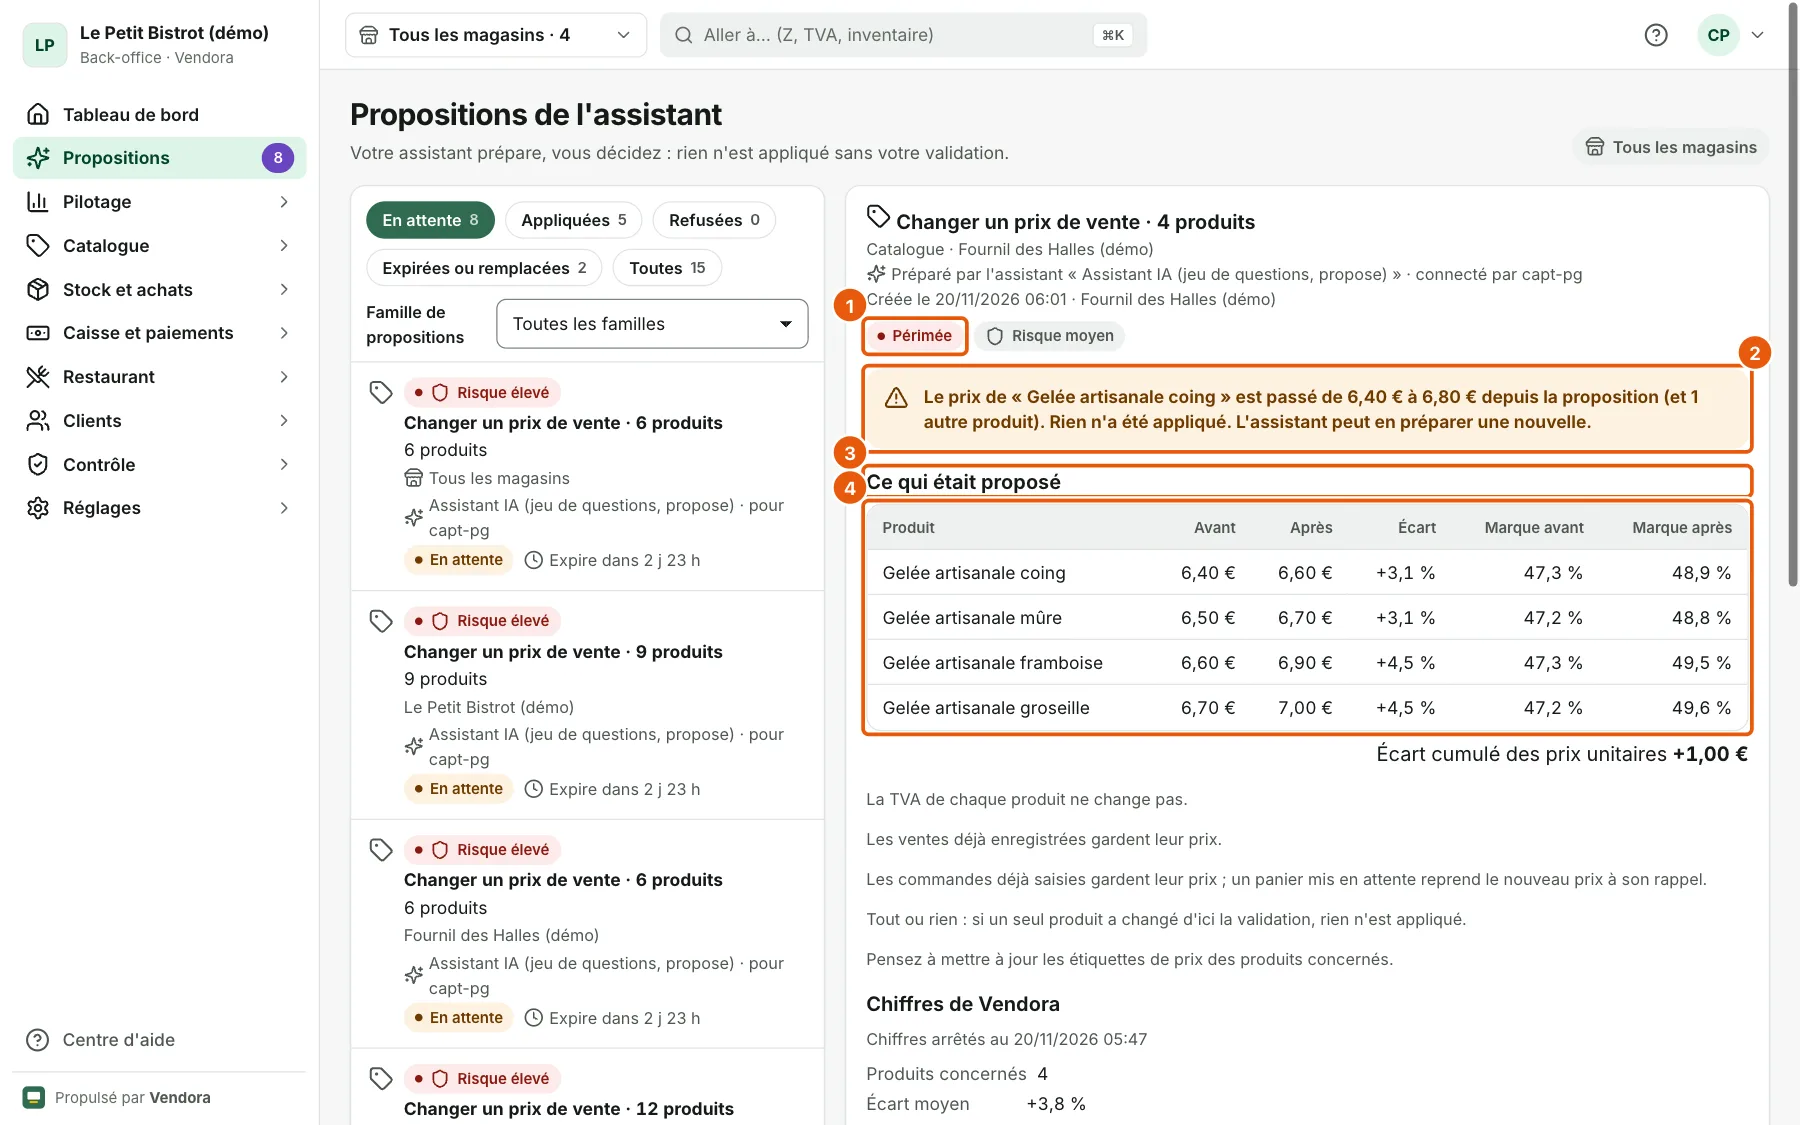 LP
Le Petit Bistrot (démo)
Back-office · Vendora
Tableau de bord
Propositions 8
Pilotage
Catalogue
Stock et achats
Caisse et paiements
Restaurant
Clients
Contrôle
Réglages
Centre d'aide
Propulsé par Vendora
Tous les magasins · 4
Aller à... (Z, TVA, inventaire) ⌘K
CP
Propositions de l'assistant
Votre assistant prépare, vous décidez : rien n'est appliqué sans votre validation.
Tous les magasins
En attente 8
Appliquées 5
Refusées 0
Expirées ou remplacées 2
Toutes 15
Famille de
propositions
Toutes les familles
Risque élevé
Changer un prix de vente · 6 produits
6 produits
Tous les magasins
Assistant IA (jeu de questions, propose) · pour
capt-pg
En attente
Expire dans 2 j 23 h
Risque élevé
Changer un prix de vente · 9 produits
9 produits
Le Petit Bistrot (démo)
Assistant IA (jeu de questions, propose) · pour
capt-pg
En attente
Expire dans 2 j 23 h
Risque élevé
Changer un prix de vente · 6 produits
6 produits
Fournil des Halles (démo)
Assistant IA (jeu de questions, propose) · pour
capt-pg
En attente
Expire dans 2 j 23 h
Risque élevé
Changer un prix de vente · 12 produits
Changer un prix de vente · 4 produits
Catalogue · Fournil des Halles (démo)
Préparé par l'assistant « Assistant IA (jeu de questions, propose) » · connecté par capt-pg
Créée le 20/11/2026 06:01 · Fournil des Halles (démo)
1
Périmée
Risque moyen
2
Le prix de « Gelée artisanale coing » est passé de 6,40 € à 6,80 € depuis la proposition (et 1
autre produit). Rien n'a été appliqué. L'assistant peut en préparer une nouvelle.
3
Ce qui était proposé
4
Produit Avant Après Écart Marque avant Marque après
Gelée artisanale coing 6,40 € 6,60 € +3,1 % 47,3 % 48,9 %
Gelée artisanale mûre 6,50 € 6,70 € +3,1 % 47,2 % 48,8 %
Gelée artisanale framboise 6,60 € 6,90 € +4,5 % 47,3 % 49,5 %
Gelée artisanale groseille 6,70 € 7,00 € +4,5 % 47,2 % 49,6 %
Écart cumulé des prix unitaires +1,00 €
La TVA de chaque produit ne change pas.
Les ventes déjà enregistrées gardent leur prix.
Les commandes déjà saisies gardent leur prix ; un panier mis en attente reprend le nouveau prix à son rappel.
Tout ou rien : si un seul produit a changé d'ici la validation, rien n'est appliqué.
Pensez à mettre à jour les étiquettes de prix des produits concernés.
Chiffres de Vendora
Chiffres arrêtés au 20/11/2026 05:47
Produits concernés 4
Écart moyen +3,8 %